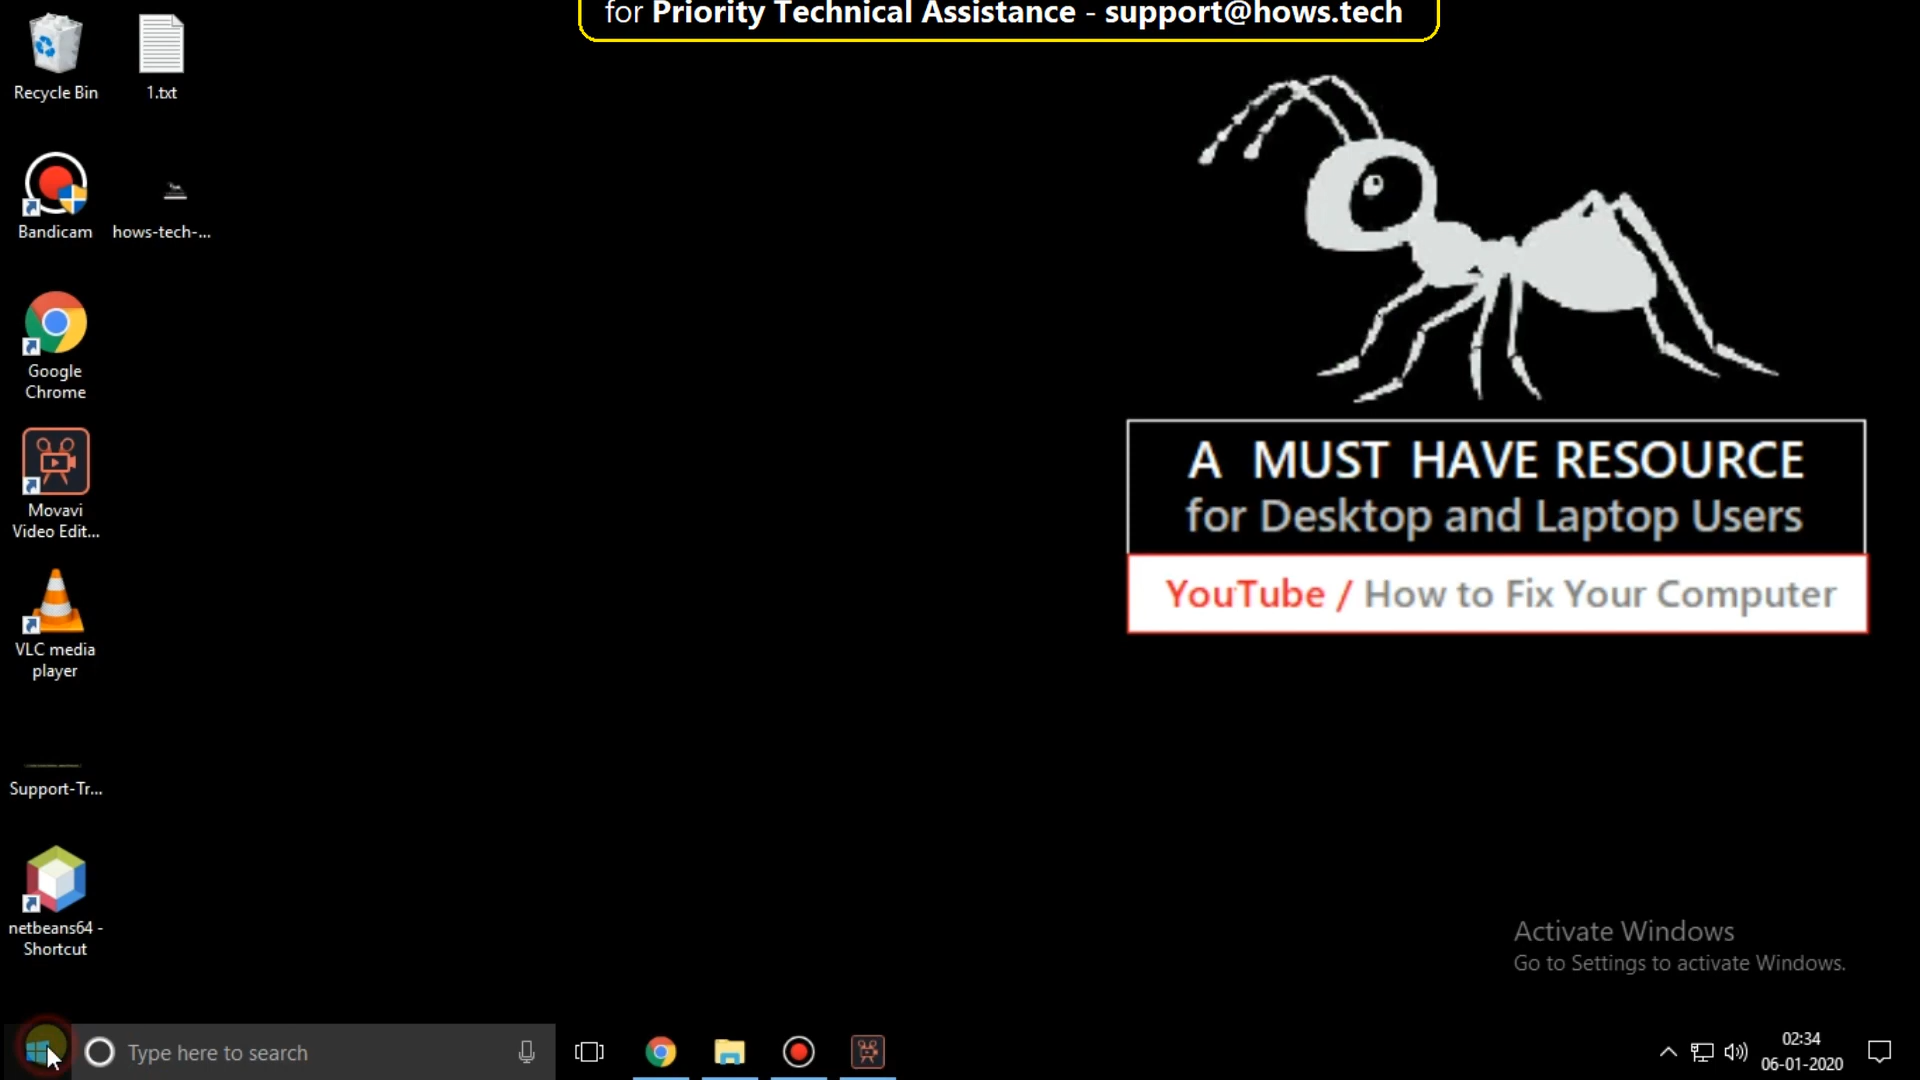 for Priority Technical Assistance - support@hows.tech
Recycle Bin
1.txt
Bandicam
hows-tech-...
Google
Chrome
Movavi
Video Edit...
VLC media
player
Support-Tr...
netbeans64 -
Shortcut
A MUST HAVE RESOURCE
for Desktop and Laptop Users
YouTube / How to Fix Your Computer
Activate Windows
Go to Settings to activate Windows.
Type here to search
02:34
06-01-2020